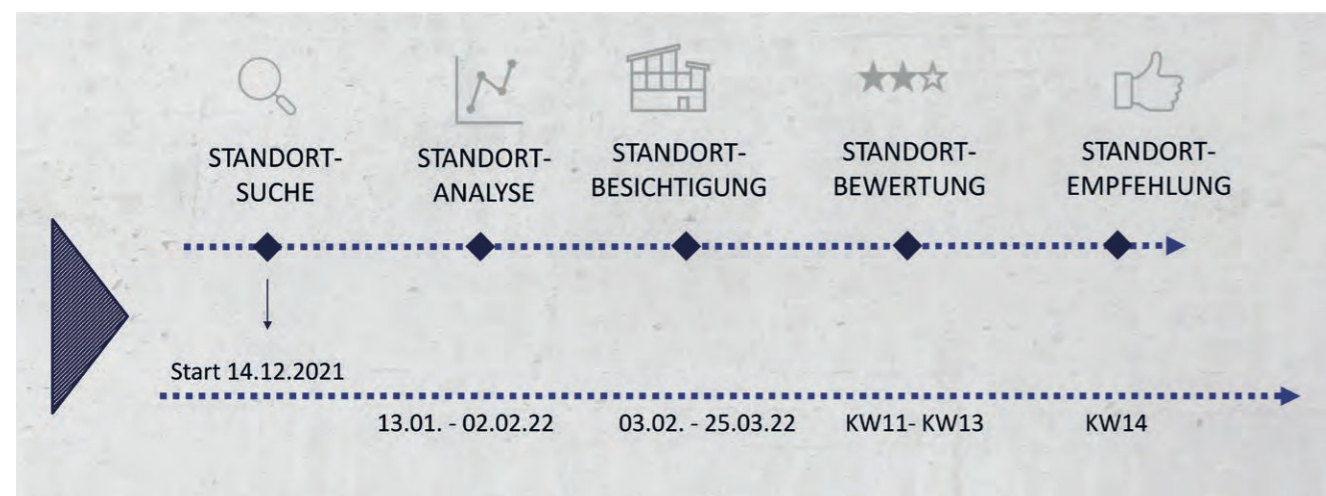 STANDORT-
SUCHE
STANDORT-
ANALYSE
STANDORT-
BESICHTIGUNG
STANDORT-
BEWERTUNG
STANDORT-
EMPFEHLUNG
Start 14.12.2021
13.01. - 02.02.22
03.02. - 25.03.22
KW11- KW13
KW14